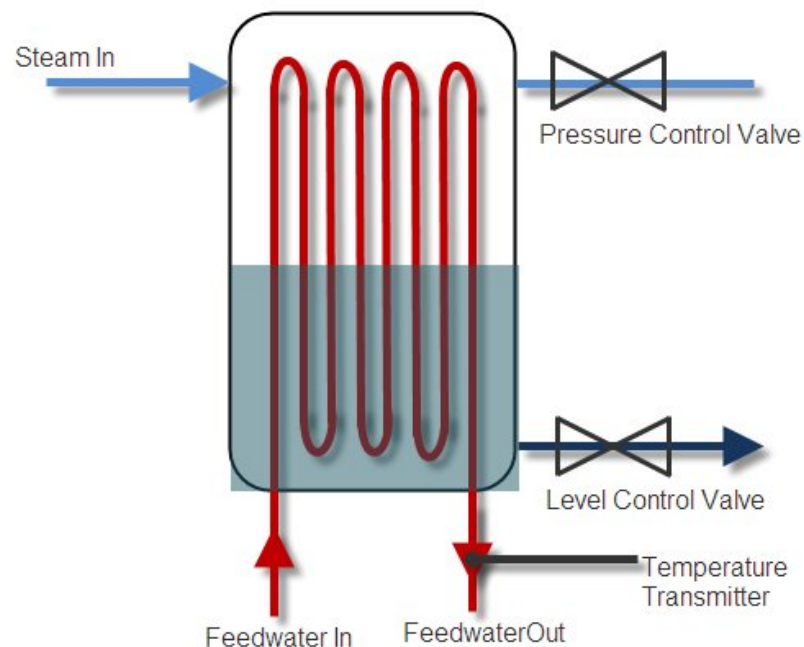 Steam In
Pressure Control Valve
Level Control Valve
Temperature
Transmitter
Feedwater In
FeedwaterOut